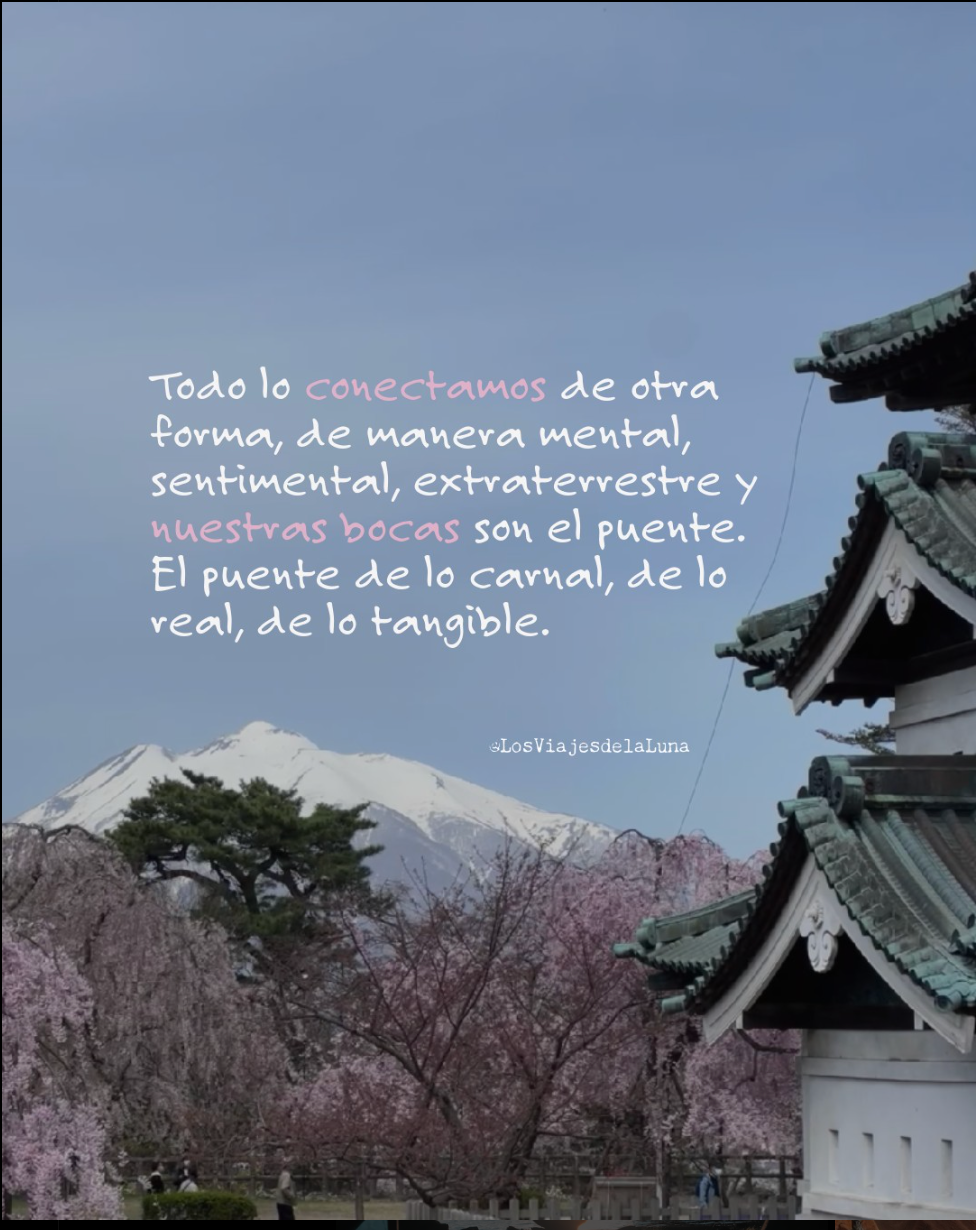 Todo lo conectamos de otra
forma, de manera mental,
sentimental, extraterrestre y
nuestras bocas son el puente.
El puente de lo carnal, de lo
real, de lo tangible.
@LosViajesdelaLuna